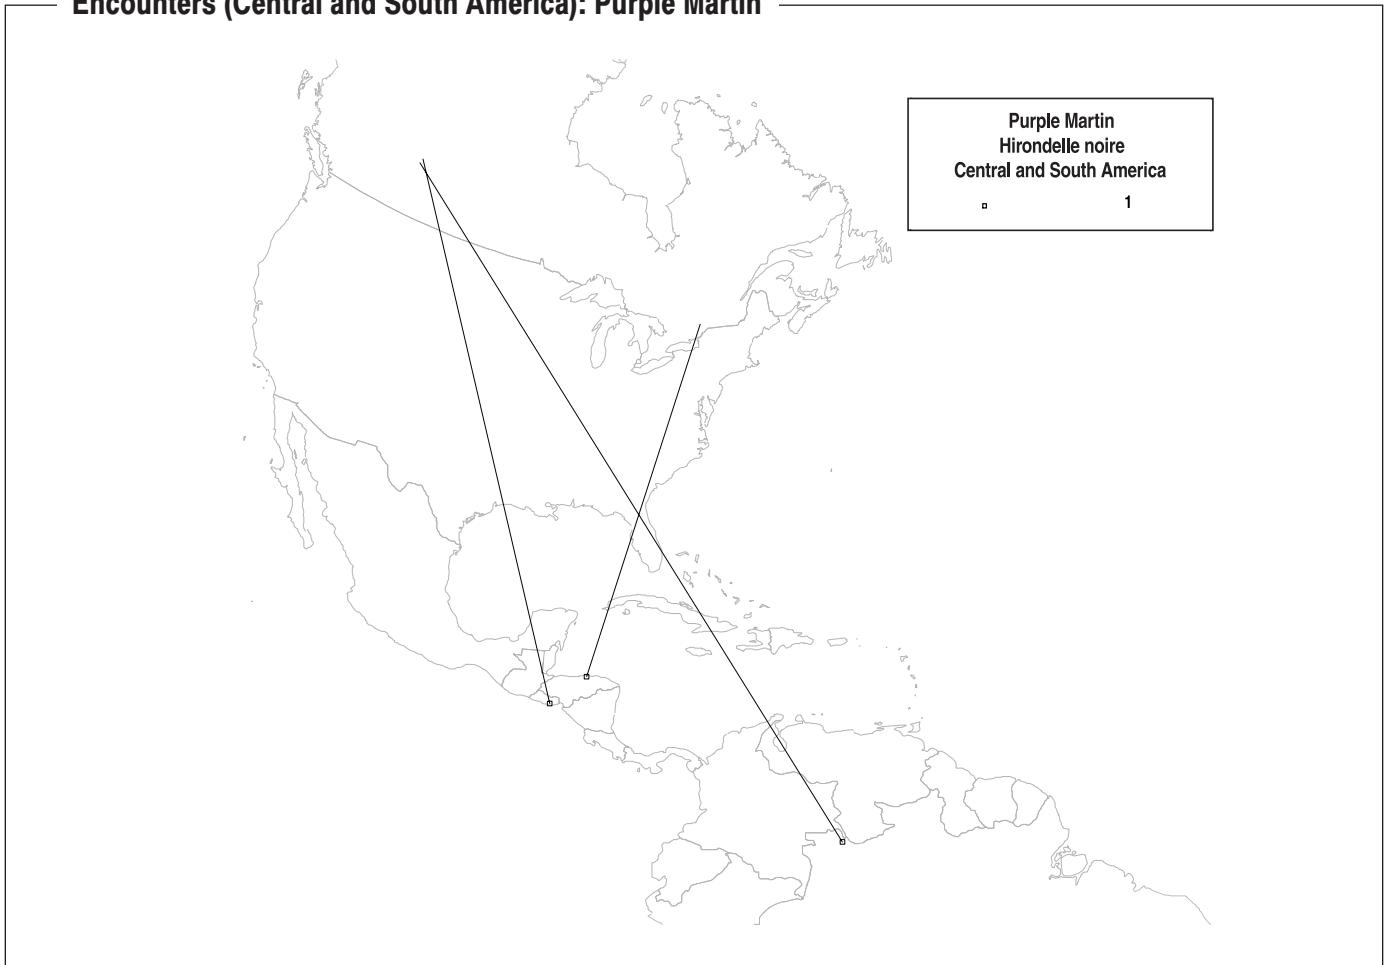 Encounters (Central and South America): Purple Martin
Purple Martin
Hirondelle noire
Central and South America
1